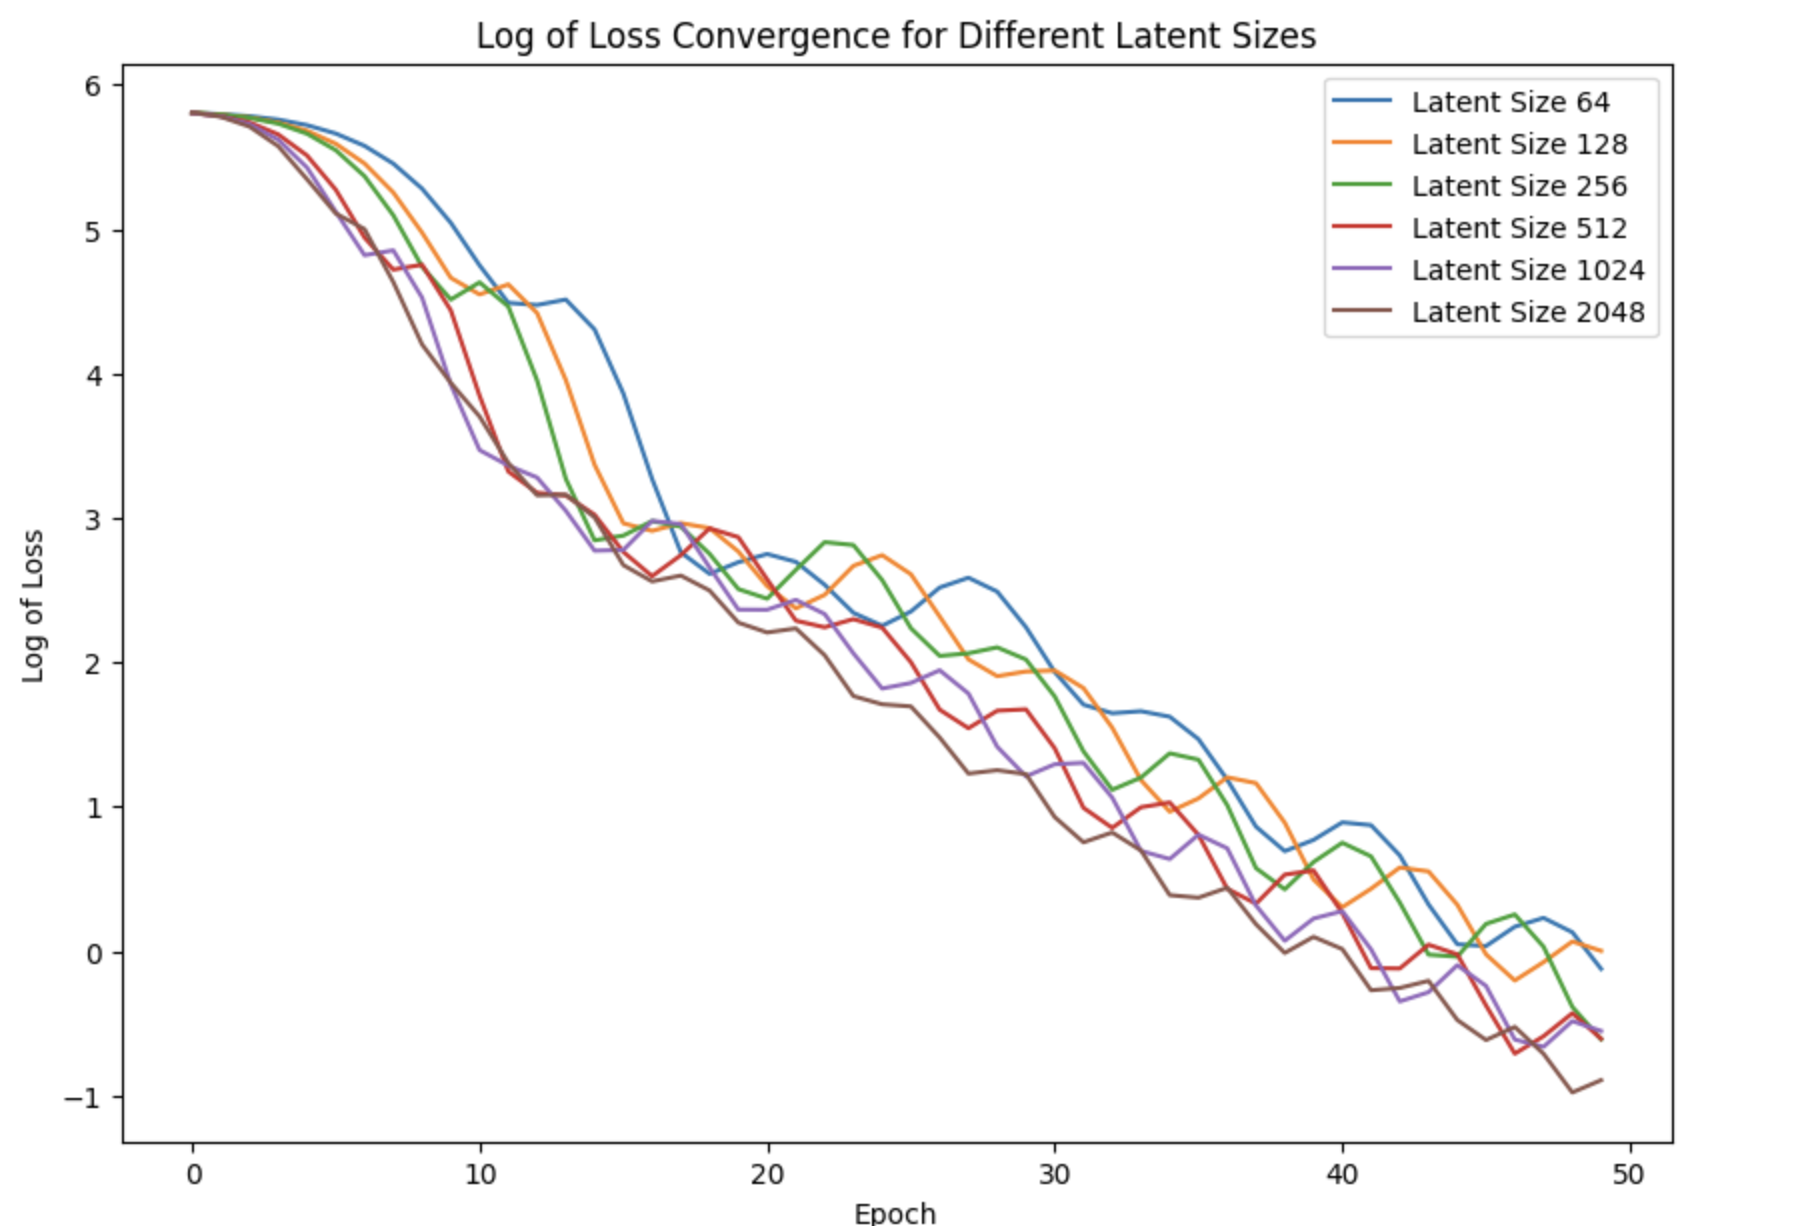 Log of Loss Convergence for Different Latent Sizes
Latent Size 64
Latent Size 128
Latent Size 256
Latent Size 512
Latent Size 1024
Latent Size 2048
Log of Loss
6
5
4
3
2
1
0
−1
0 10 20 30 40 50
Epoch